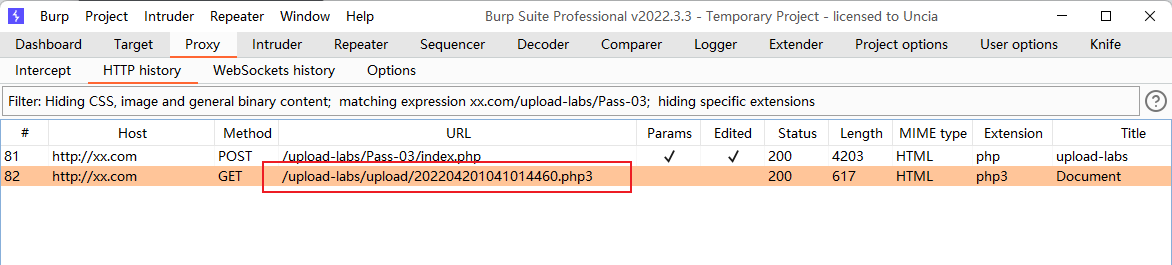 Burp Project Intruder Repeater Window Help Burp Suite Professional v2022.3.3 - Temporary Project - licensed to Uncia
Dashboard Target Proxy Intruder Repeater Sequencer Decoder Comparer Logger Extender Project options User options Knife
Intercept HTTP history WebSockets history Options
Filter: Hiding CSS, image and general binary content; matching expression xx.com/upload-labs/Pass-03; hiding specific extensions ?
# Host Method URL Params Edited Status Length MIME type Extension Title
81 http://xx.com POST /upload-labs/Pass-03/index.php ✓ ✓ 200 4203 HTML php upload-labs
82 http://xx.com GET /upload-labs/upload/202204201041014460.php3 200 617 HTML php3 Document